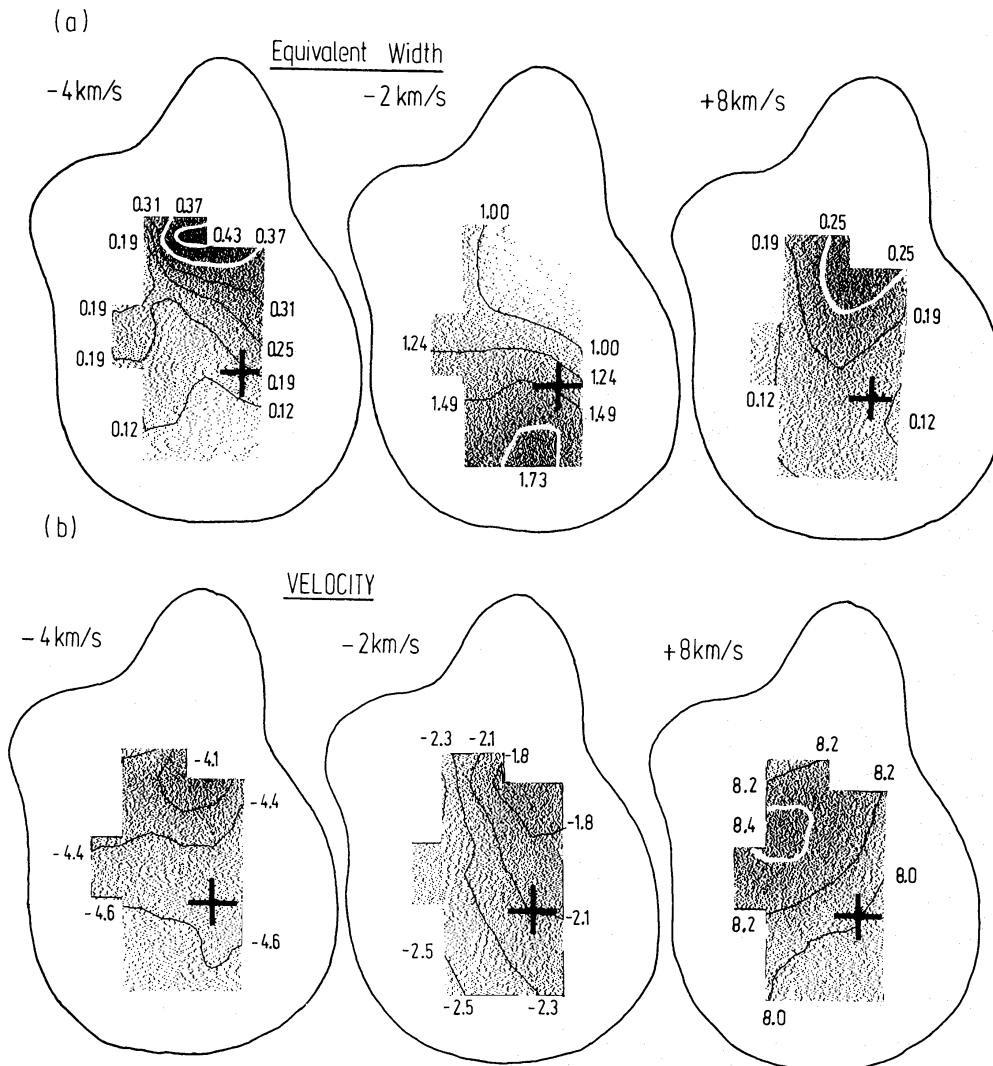 (a)
Equivalent Width
-4km/s
-2km/s
+8km/s
0.31 0.37
0.19 0.43 0.37
0.19 0.31
0.19 0.25
0.19
0.12 0.12
1.00
1.24 1.00
1.24
1.49 1.49
1.73
0.25
0.19 0.25
0.19
0.12 0.12
(b)
VELOCITY
-4km/s
-2km/s
+8km/s
-4.1
-4.4
-4.4
-4.6
-4.6
-2.3 -2.1
-1.8
-1.8
-2.1
-2.5
-2.5 -2.3
8.2
8.2 8.2
8.4
8.0
8.2
8.0